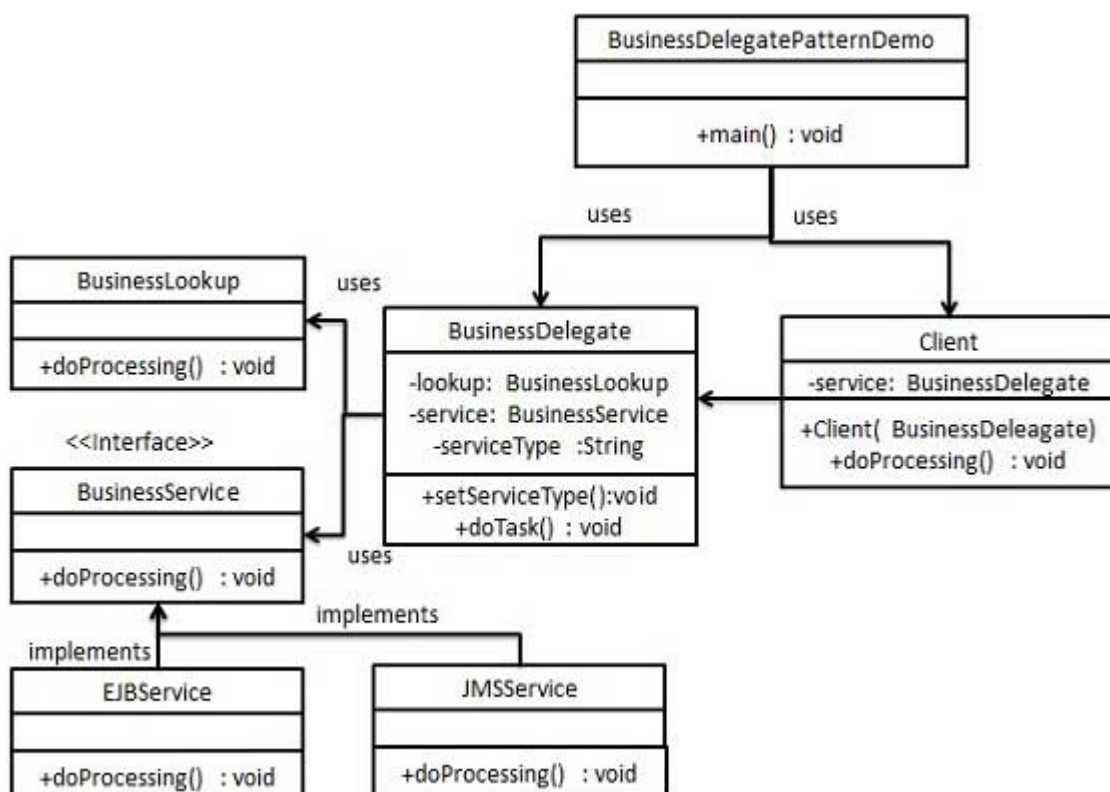 BusinessDelegatePatternDemo
+main() : void
uses
uses
BusinessLookup
+doProcessing() : void
uses
BusinessDelegate
-lookup: BusinessLookup
-service: BusinessService
-serviceType :String
+setServiceType():void
+doTask() : void
Client
-service: BusinessDelegate
+Client( BusinessDeleagate)
+doProcessing() : void
<<Interface>>
BusinessService
+doProcessing() : void
uses
implements
implements
EJBService
+doProcessing() : void
JMSService
+doProcessing() : void